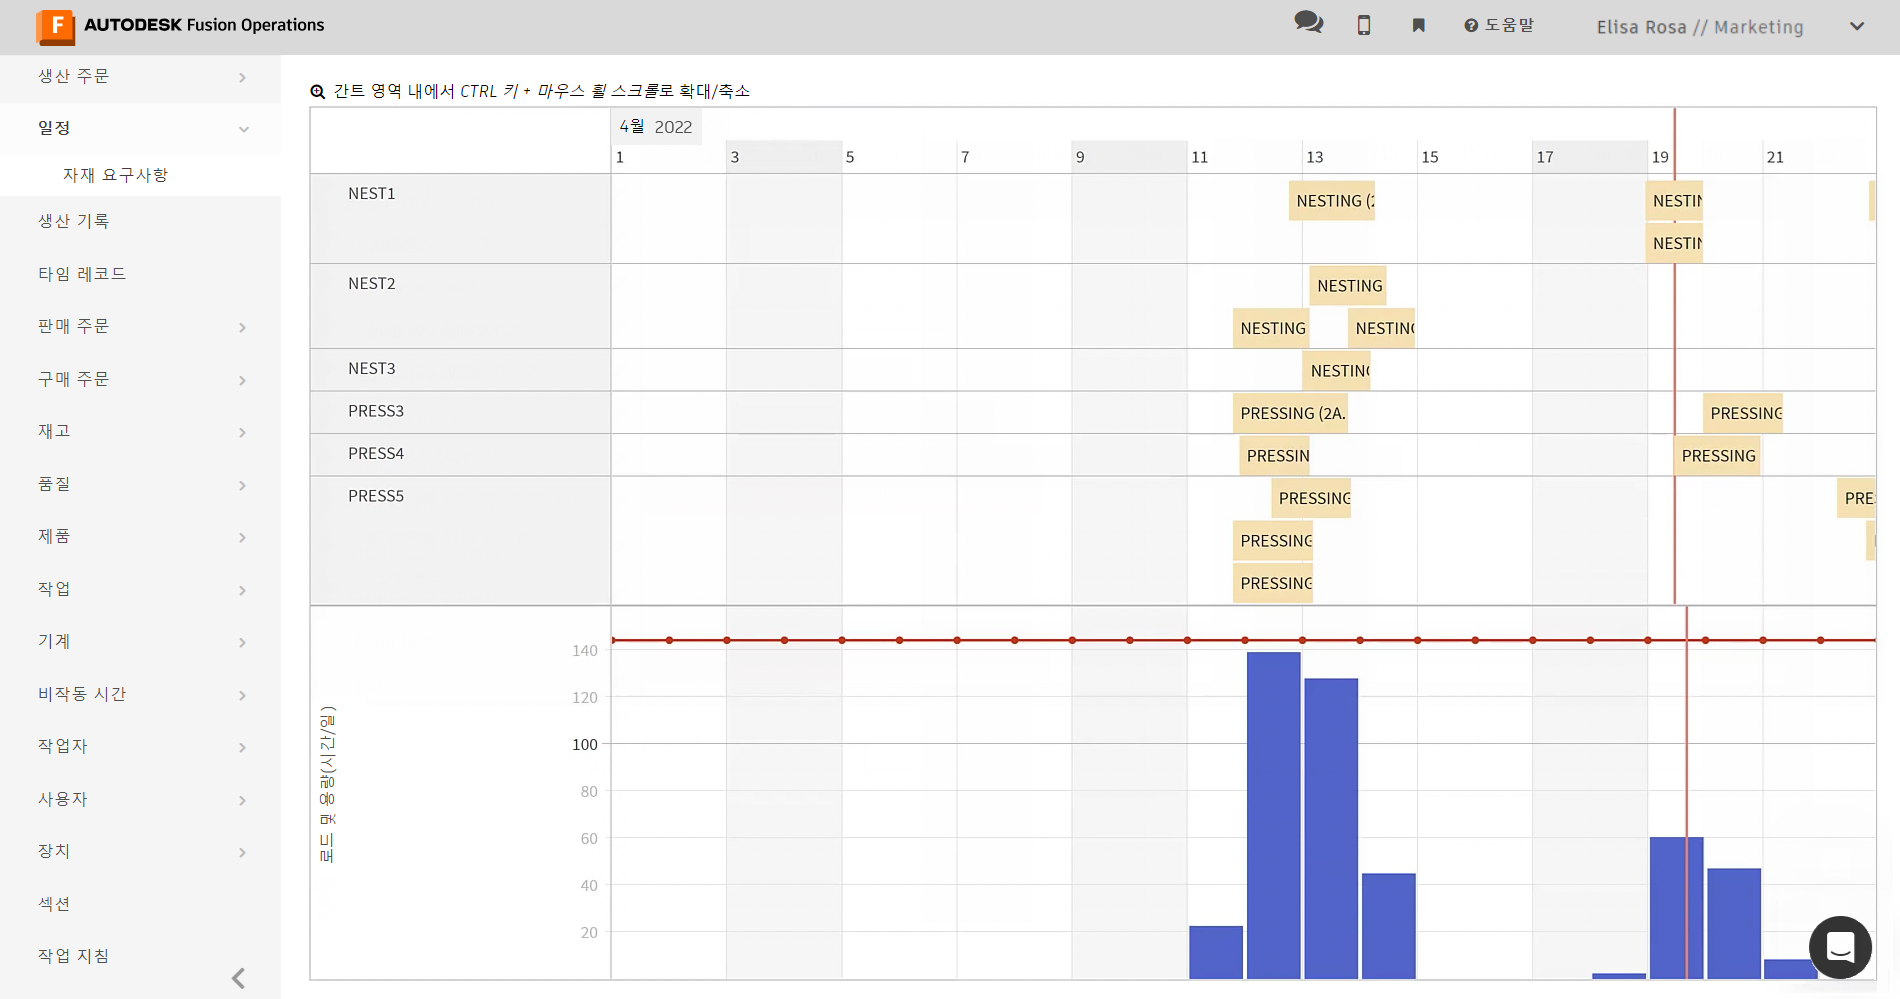 AUTODESK Fusion Operations
도움말
Elisa Rosa // Marketing
생산 주문
일정
자재 요구사항
생산 기록
타임 레코드
판매 주문
구매 주문
재고
품질
제품
작업
기계
비작동 시간
작업자
사용자
장치
섹션
작업 지침
간트 영역 내에서 CTRL 키 + 마우스 휠 스크롤로 확대/축소
4월 2022
1 3 5 7 9 11 13 15 17 19 21
NEST1
NESTING (2
NESTIN
NESTIN
NEST2
NESTING
NESTING
NESTING
NEST3
NESTING
PRESS3
PRESSING (2A.
PRESSING
PRESS4
PRESSIN
PRESSING
PRESS5
PRESSING
PRE
PRESSING
PRESSING
로드 및 용량(시간/일)
140
120
100
80
60
40
20